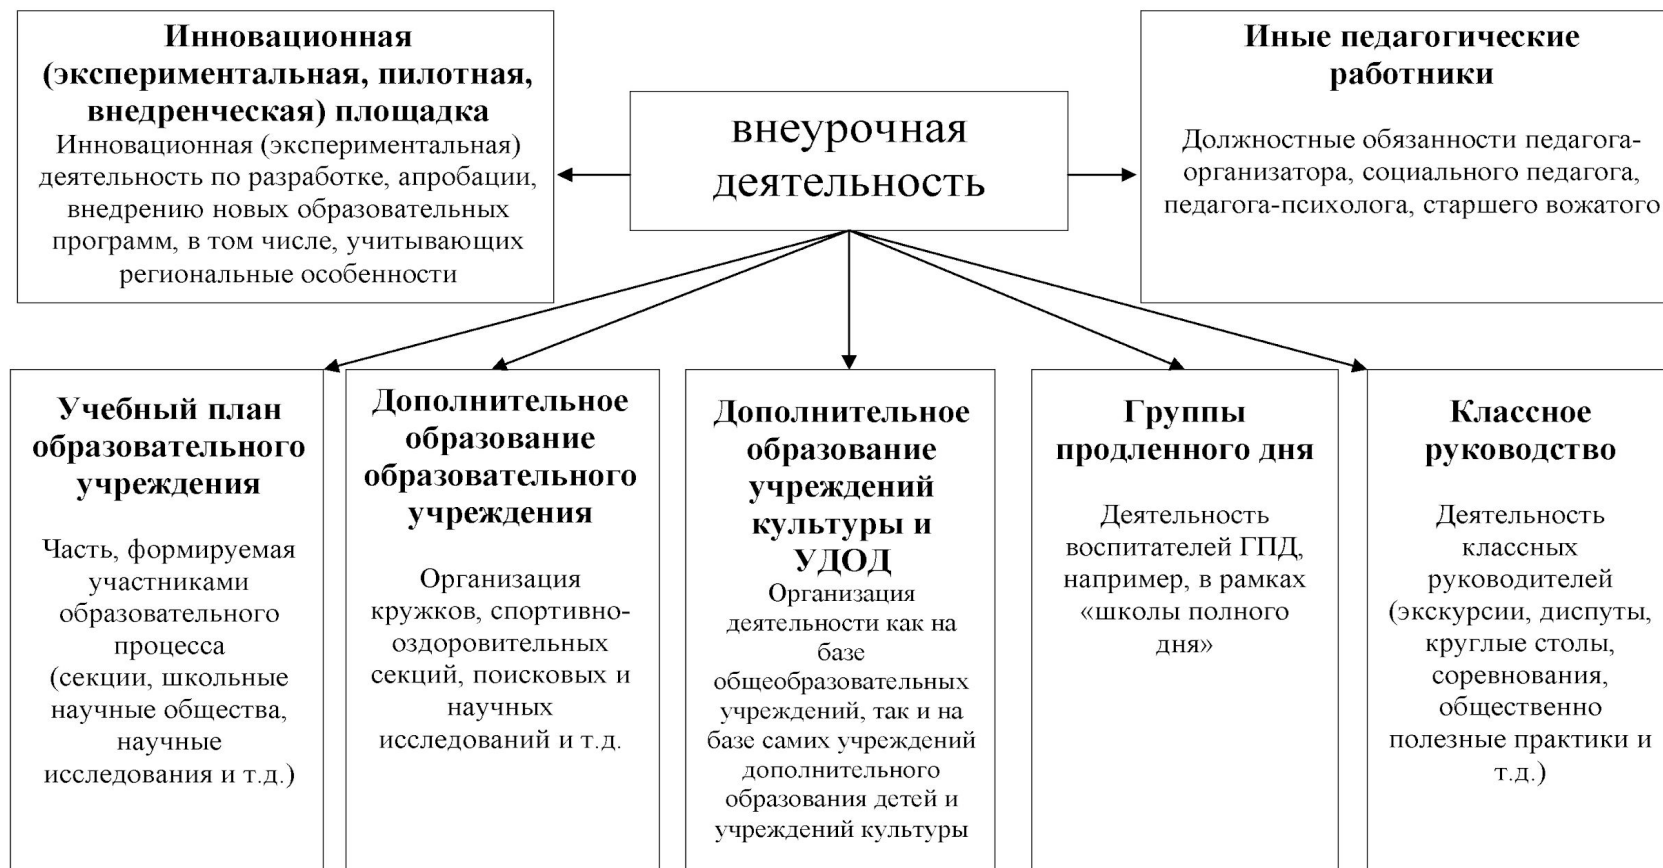 Инновационная
(экспериментальная, пилотная,
внедренческая) площадка
Инновационная (экспериментальная)
деятельность по разработке, апробации,
внедрению новых образовательных
программ, в том числе, учитывающих
региональные особенности
внеурочная
деятельность
Иные педагогические
работники
Должностные обязанности педагога-
организатора, социального педагога,
педагога-психолога, старшего вожатого
Учебный план
образовательного
учреждения
Часть, формируемая
участниками
образовательного
процесса
(секции, школьные
научные общества,
научные
исследования и т.д.)
Дополнительное
образование
образовательного
учреждения
Организация
кружков, спортивно-
оздоровительных
секций, поисковых и
научных
исследований и т.д.
Дополнительное
образование
учреждений
культуры и
УДОД
Организация
деятельности как на
базе
общеобразовательных
учреждений, так и на
базе самих учреждений
дополнительного
образования детей и
учреждений культуры
Группы
продленного дня
Деятельность
воспитателей ГПД,
например, в рамках
«школы полного
дня»
Классное
руководство
Деятельность
классных
руководителей
(экскурсии, диспуты,
круглые столы,
соревнования,
общественно
полезные практики и
т.д.)